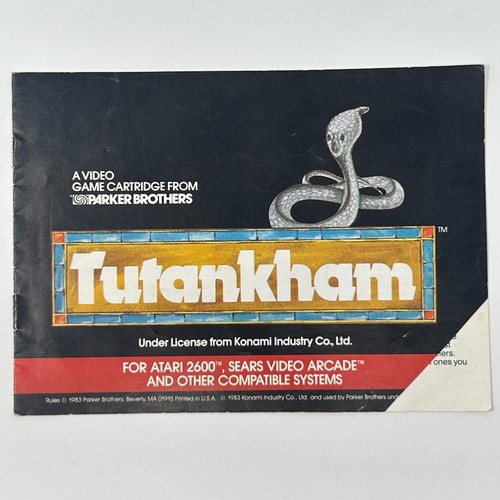 A VIDEO
GAME CARTRIDGE FROM
PARKER BROTHERS
TM
Tutankham
Under License from Konami Industry Co., Ltd.
FOR ATARI 2600™, SEARS VIDEO ARCADE™
AND OTHER COMPATIBLE SYSTEMS
Rules © 1983 Parker Brothers, Beverly, MA 01915 Printed in U.S.A. © 1983 Konami Industry Co., Ltd. and used by Parker Brothers
ones you